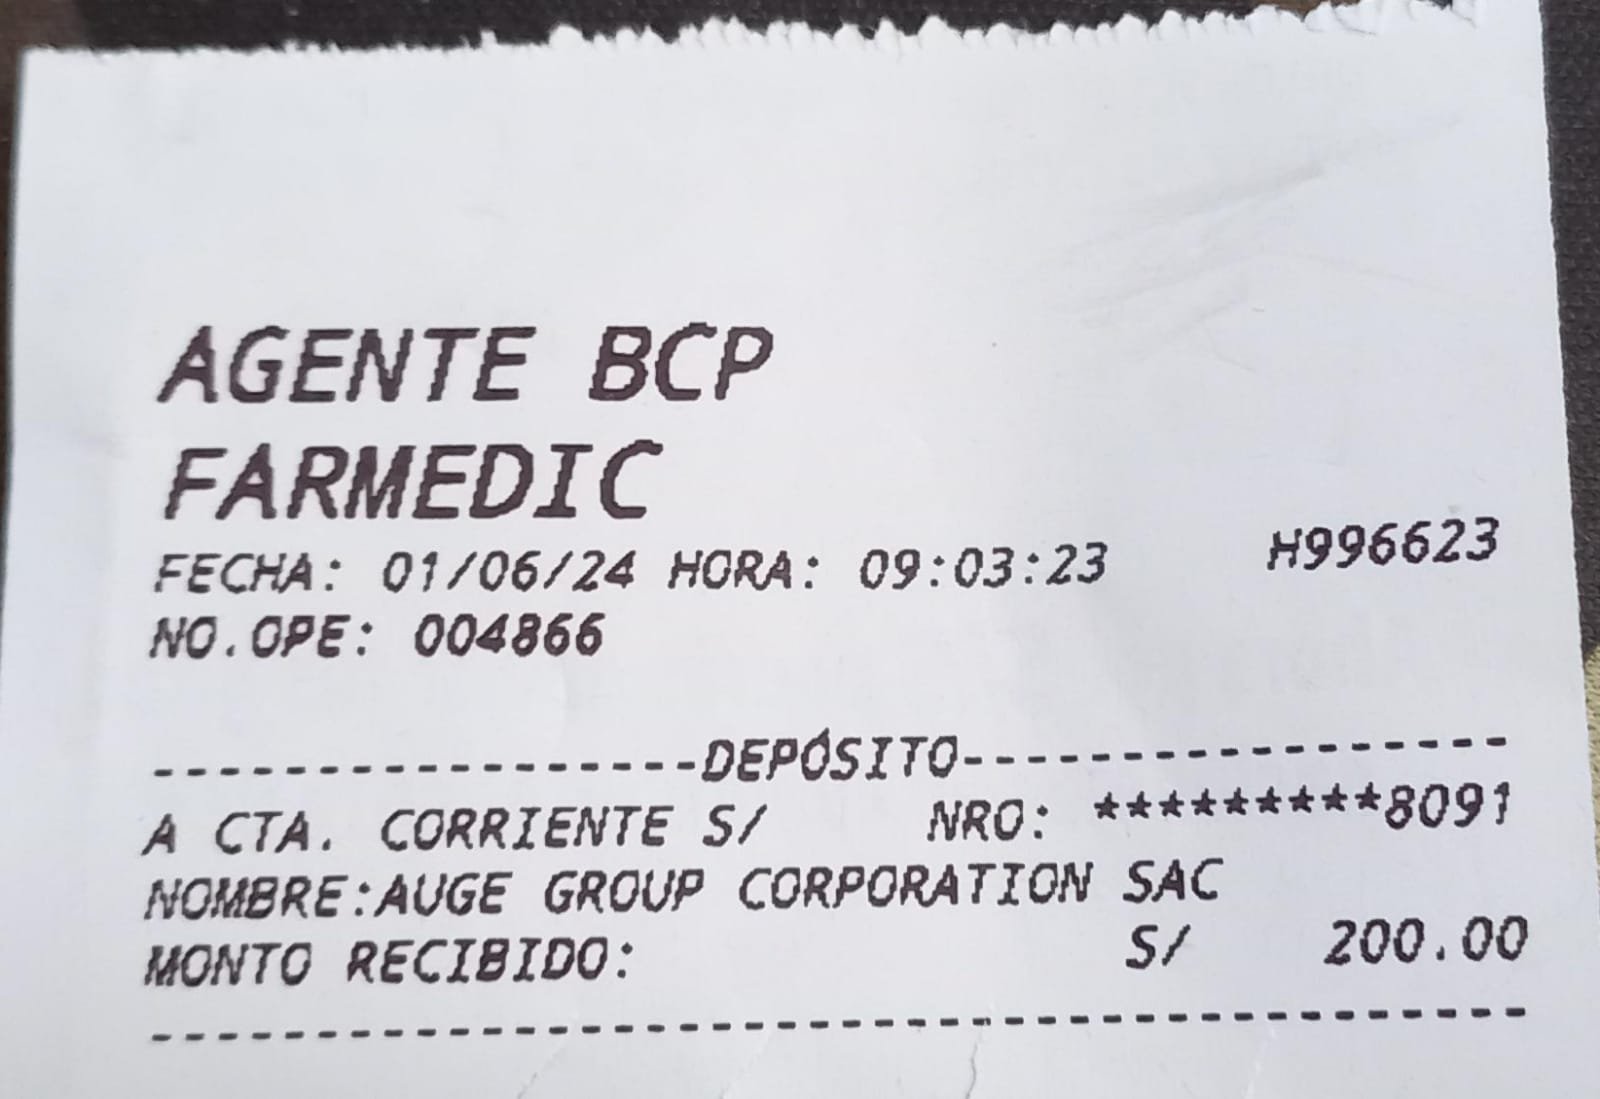 AGENTE BCP
FARMEDIC
FECHA: 01/06/24 HORA: 09:03:23 H996623
NO.OPE: 004866
------------------DEPÓSITO-----------------
A CTA. CORRIENTE S/ NRO: *********8091
NOMBRE:AUGE GROUP CORPORATION SAC
MONTO RECIBIDO: S/ 200.00
-------------------------------------------